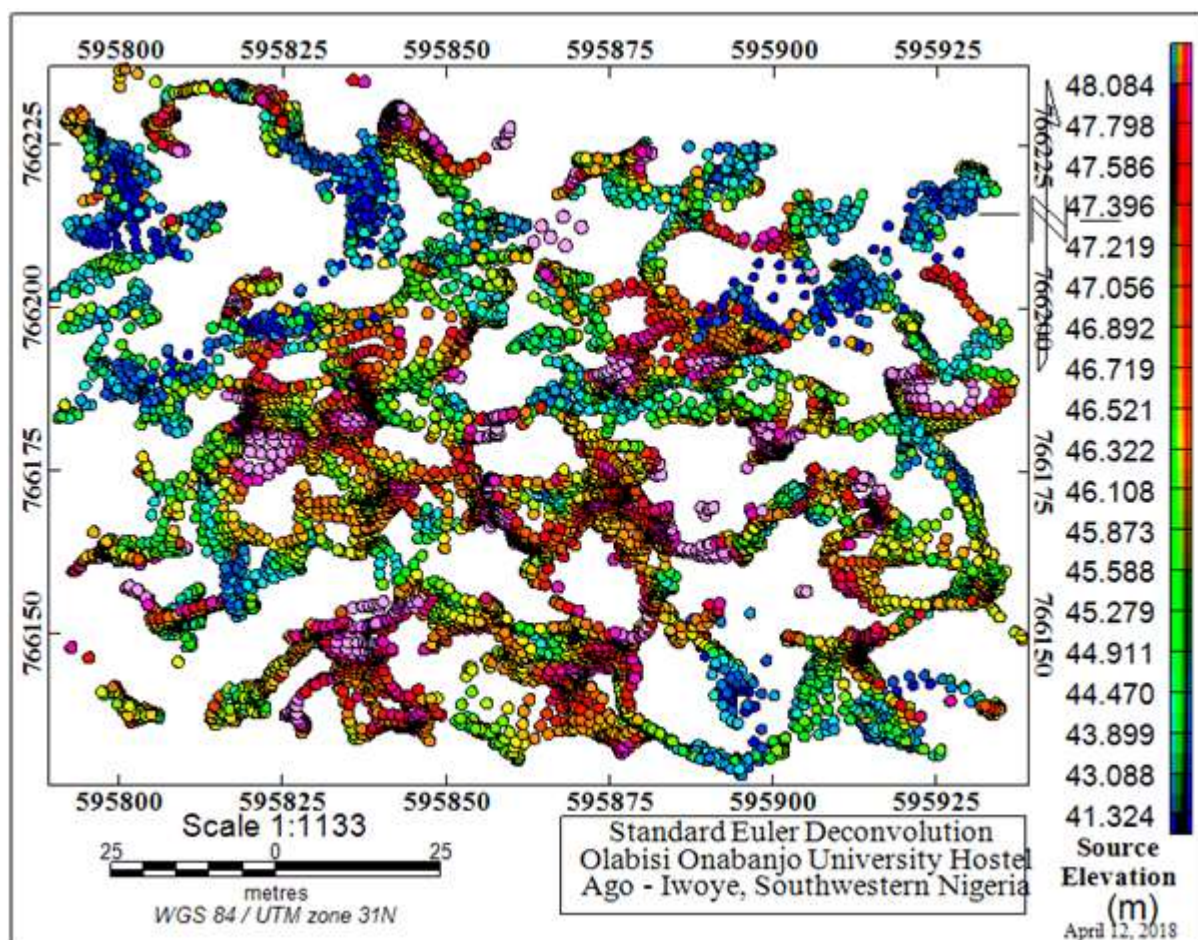 595800 595825 595850 595875 595900 595925
766225
766200
766175
766150
766225
766200
766175
766150
48.084
47.798
47.586
47.396
47.219
47.056
46.892
46.719
46.521
46.322
46.108
45.873
45.588
45.279
44.911
44.470
43.899
43.088
41.324
Source
Elevation
(m)
April 12, 2018
595800 595825 595850 595875 595900 595925
Scale 1:1133
25 0 25
metres
WGS 84 / UTM zone 31N
Standard Euler Deconvolution
Olabisi Onabanjo University Hostel
Ago - Iwoye, Southwestern Nigeria